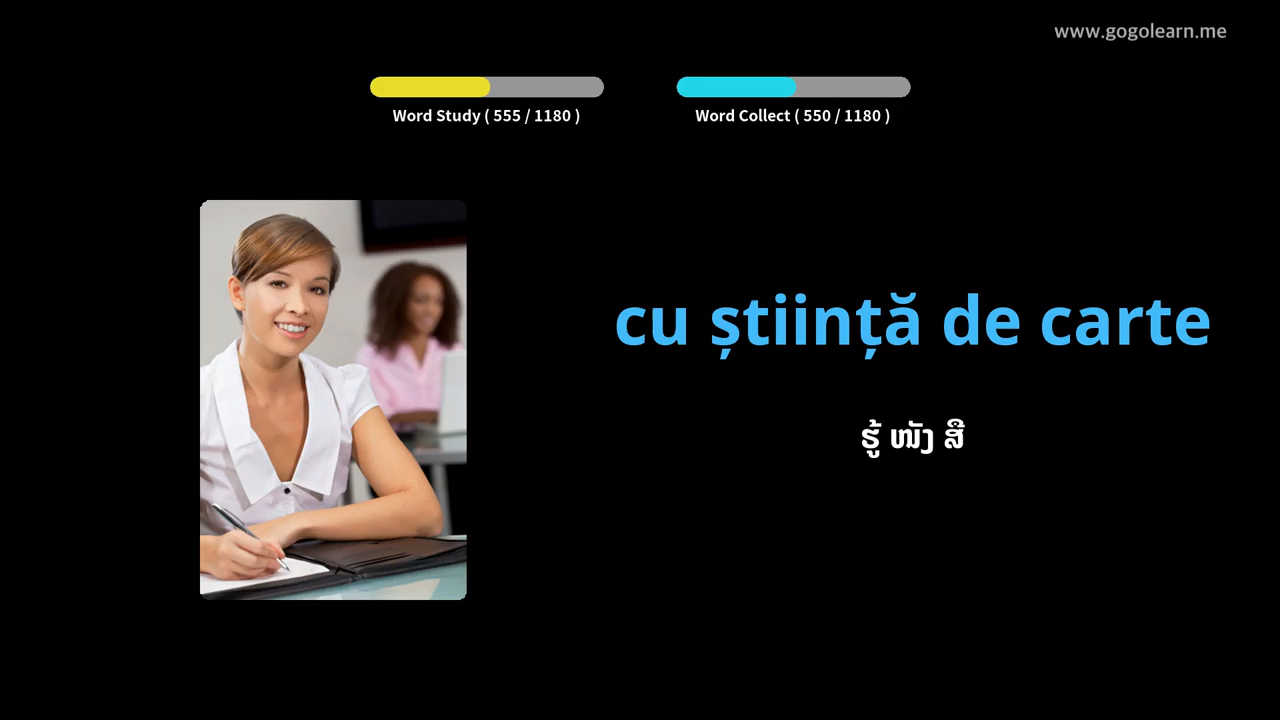 www.gogolearn.me
Word Study ( 555 / 1180 )
Word Collect ( 550 / 1180 )
cu știință de carte
ຮູ້ ໜັງ ສື